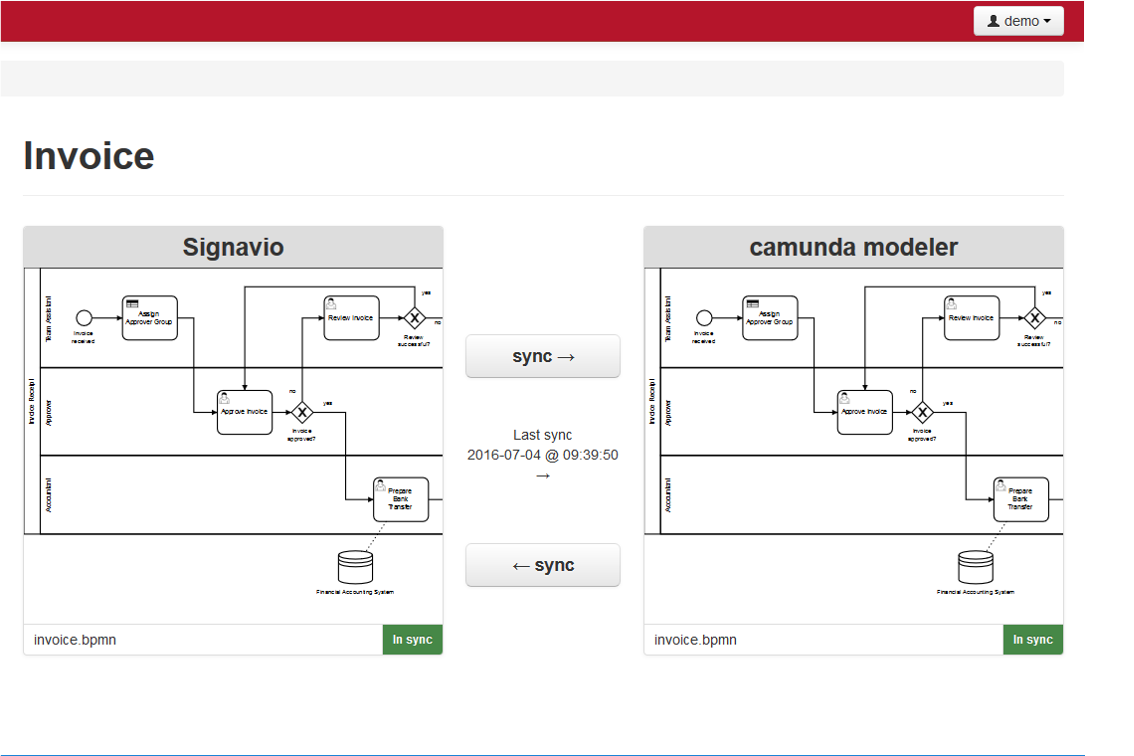 demo
Invoice
Signavio
Invoice Receipt
Team Assistant
Approver
Accountant
Invoice
received
Assign
Approver Group
Review Invoice
yes
no
Review
successful?
Approve Invoice
no
yes
Invoice
approved?
Prepare
Bank
Transfer
Financial Accounting System
invoice.bpmn
In sync
sync →
Last sync
2016-07-04 @ 09:39:50
→
← sync
camunda modeler
Invoice Receipt
Team Assistant
Approver
Accountant
Invoice
received
Assign
Approver Group
Review Invoice
yes
no
Review
successful?
Approve Invoice
no
yes
Invoice
approved?
Prepare
Bank
Transfer
Financial Accounting System
invoice.bpmn
In sync